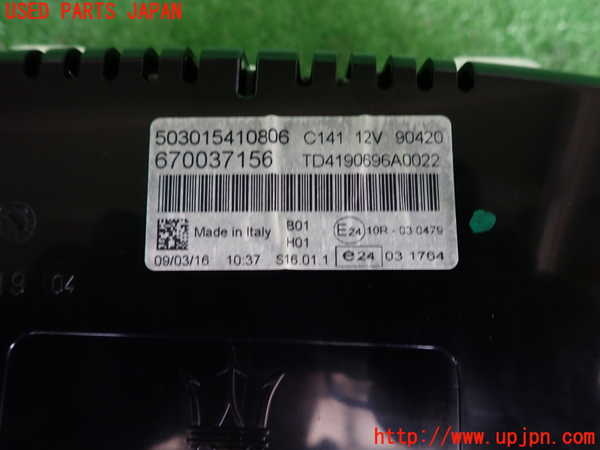 USED PARTS JAPAN
503015410806 C141 12V 90420
670037156 TD4190696A0022
Made in Italy B01 H01 E24 10R - 03 0479
09/03/16 10:37 S16.01.1 e24 03 1764
19 04
http://www.upjpn.com/